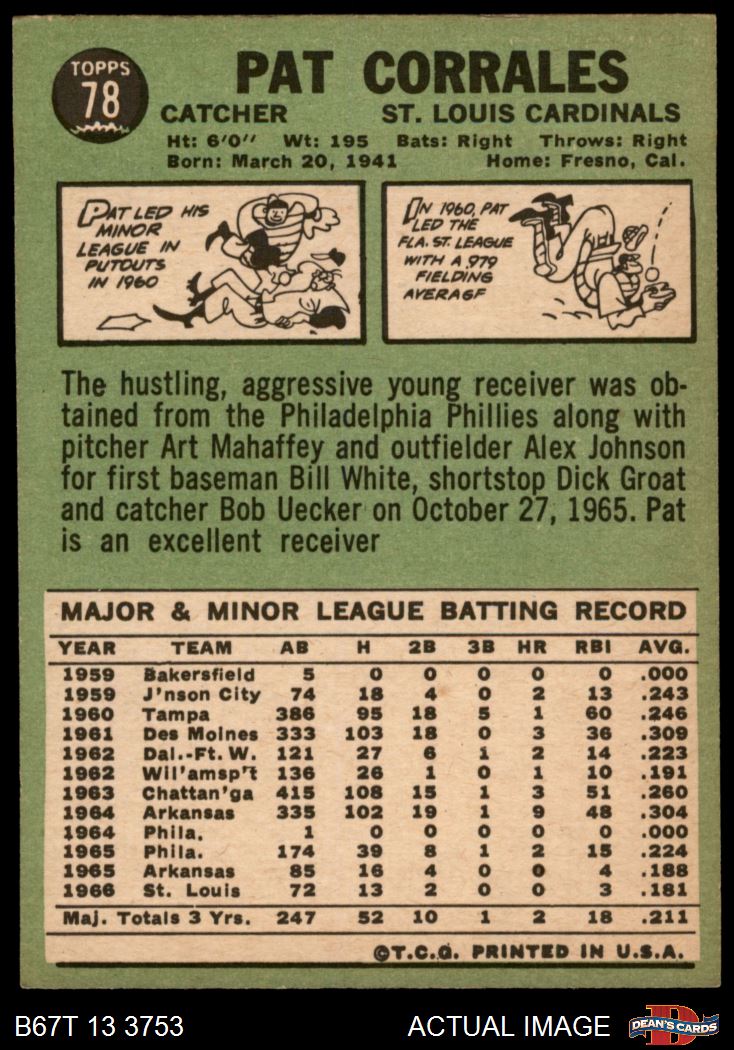 TOPPS
78
PAT CORRALES
CATCHER ST. LOUIS CARDINALS
Ht: 6'0" Wt: 195 Bats: Right Throws: Right
Born: March 20, 1941 Home: Fresno, Cal.
PAT LED HIS
MINOR
LEAGUE IN
PUTOUTS
IN 1960
IN 1960, PAT
LED THE
FLA. ST. LEAGUE
WITH A .979
FIELDING
AVERAGE
The hustling, aggressive young receiver was ob-
tained from the Philadelphia Phillies along with
pitcher Art Mahaffey and outfielder Alex Johnson
for first baseman Bill White, shortstop Dick Groat
and catcher Bob Uecker on October 27, 1965. Pat
is an excellent receiver
MAJOR & MINOR LEAGUE BATTING RECORD
YEAR TEAM AB H 2B 3B HR RBI AVG.
1959 Bakersfield 5 0 0 0 0 0 .000
1959 J'nson City 74 18 4 0 2 13 .243
1960 Tampa 386 95 18 5 1 60 .246
1961 Des Moines 333 103 18 0 3 36 .309
1962 Dal.-Ft. W. 121 27 6 1 2 14 .223
1962 Wil'amsp't 136 26 1 0 1 10 .191
1963 Chattan'ga 415 108 15 1 3 51 .260
1964 Arkansas 335 102 19 1 9 48 .304
1964 Phila. 1 0 0 0 0 0 .000
1965 Phila. 174 39 8 1 2 15 .224
1965 Arkansas 85 16 4 0 0 4 .188
1966 St. Louis 72 13 2 0 0 3 .181
Maj. Totals 3 Yrs. 247 52 10 1 2 18 .211
©T.C.G. PRINTED IN U.S.A.
B67T 13 3753 ACTUAL IMAGE D DEAN'S CARDS